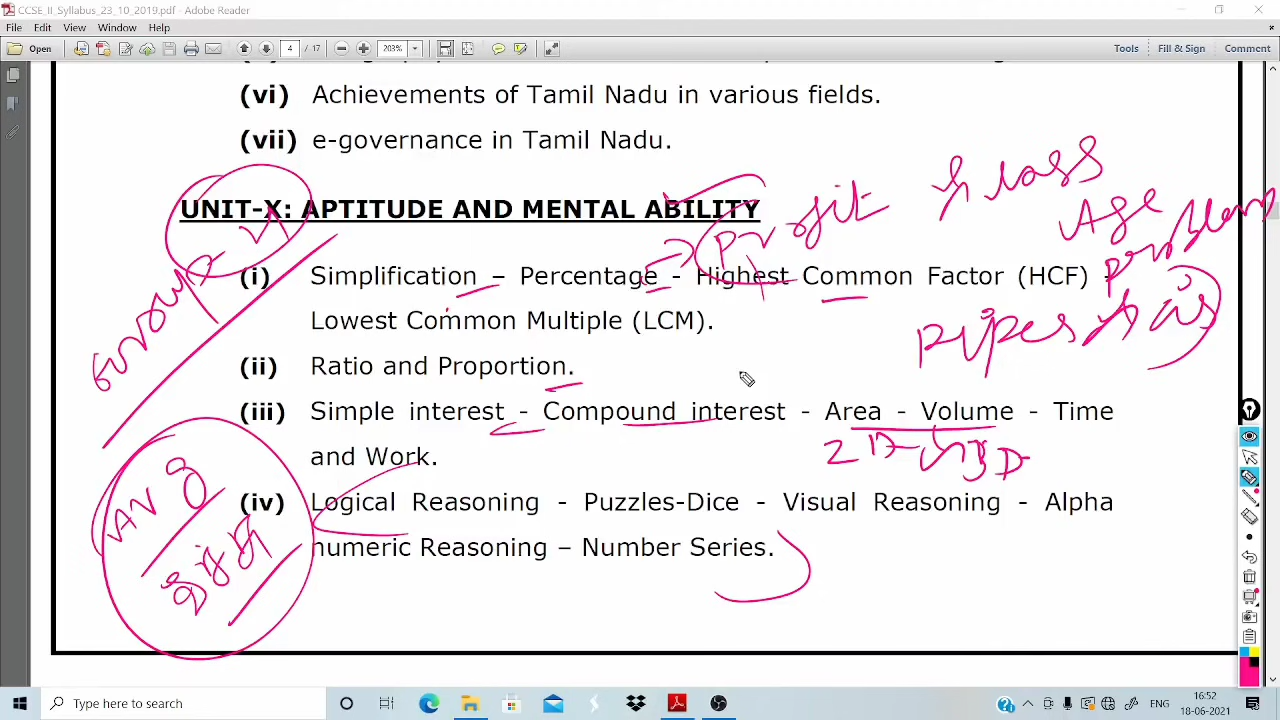 CCSE_II_Syllabus_23_10_2019.pdf - Adobe Reader
File Edit View Window Help
Open 4 / 17 203% Tools Fill & Sign Comment
(vi) Achievements of Tamil Nadu in various fields.
(vii) e-governance in Tamil Nadu.
UNIT-X: APTITUDE AND MENTAL ABILITY
Profit & loss
Age problem
pipes &
Group
(i) Simplification – Percentage - Highest Common Factor (HCF) -
Lowest Common Multiple (LCM).
(ii) Ratio and Proportion.
(iii) Simple interest - Compound interest - Area - Volume - Time
and Work.
2D 3D
(iv) Logical Reasoning - Puzzles-Dice - Visual Reasoning - Alpha
numeric Reasoning – Number Series.
Type here to search
ENG
16:52
18-06-2021